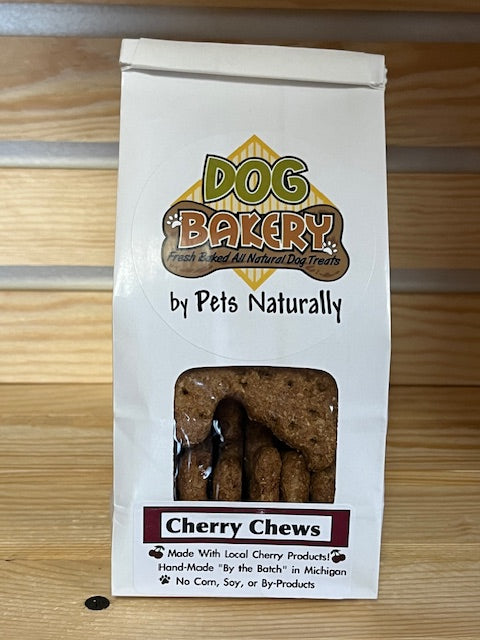 DOG
BAKERY
Fresh Baked All Natural Dog Treats
by Pets Naturally
Cherry Chews
Made With Local Cherry Products!
Hand-Made "By the Batch" in Michigan
No Corn, Soy, or By-Products